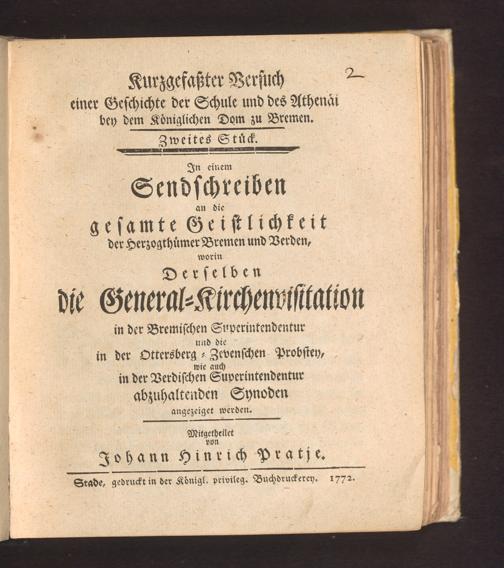 2
Kurzgefaßter Versuch
einer Geschichte der Schule und des Athenäi
bey dem Königlichen Dom zu Bremen.
Zweites Stück.
In einem
Sendschreiben
an die
gesamte Geistlichkeit
der Herzogthümer Bremen und Verden,
worin
Derselben
die General-Kirchenvisitation
in der Bremischen Superintendentur
und die
in der Ottersberg-Zevenschen Probstey,
wie auch
in der Verdischen Superintendentur
abzuhaltenden Synoden
angezeiget werden.
Mitgetheilet
von
Johann Hinrich Pratje.
Stade, gedruckt in der Königl. privileg. Buchdruckerey. 1772.